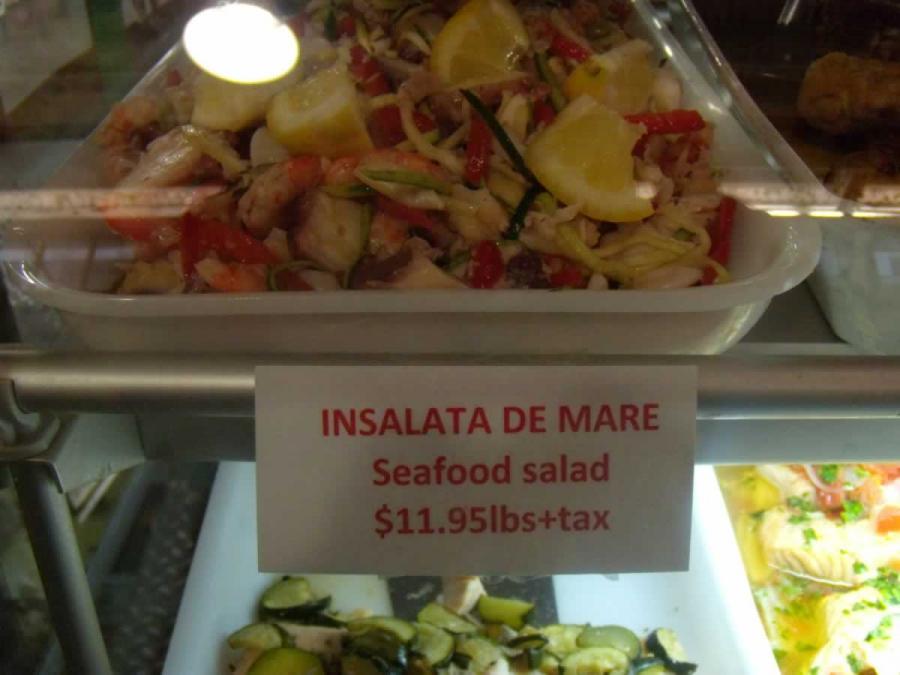 INSALATA DE MARE
Seafood salad
$11.95lbs+tax